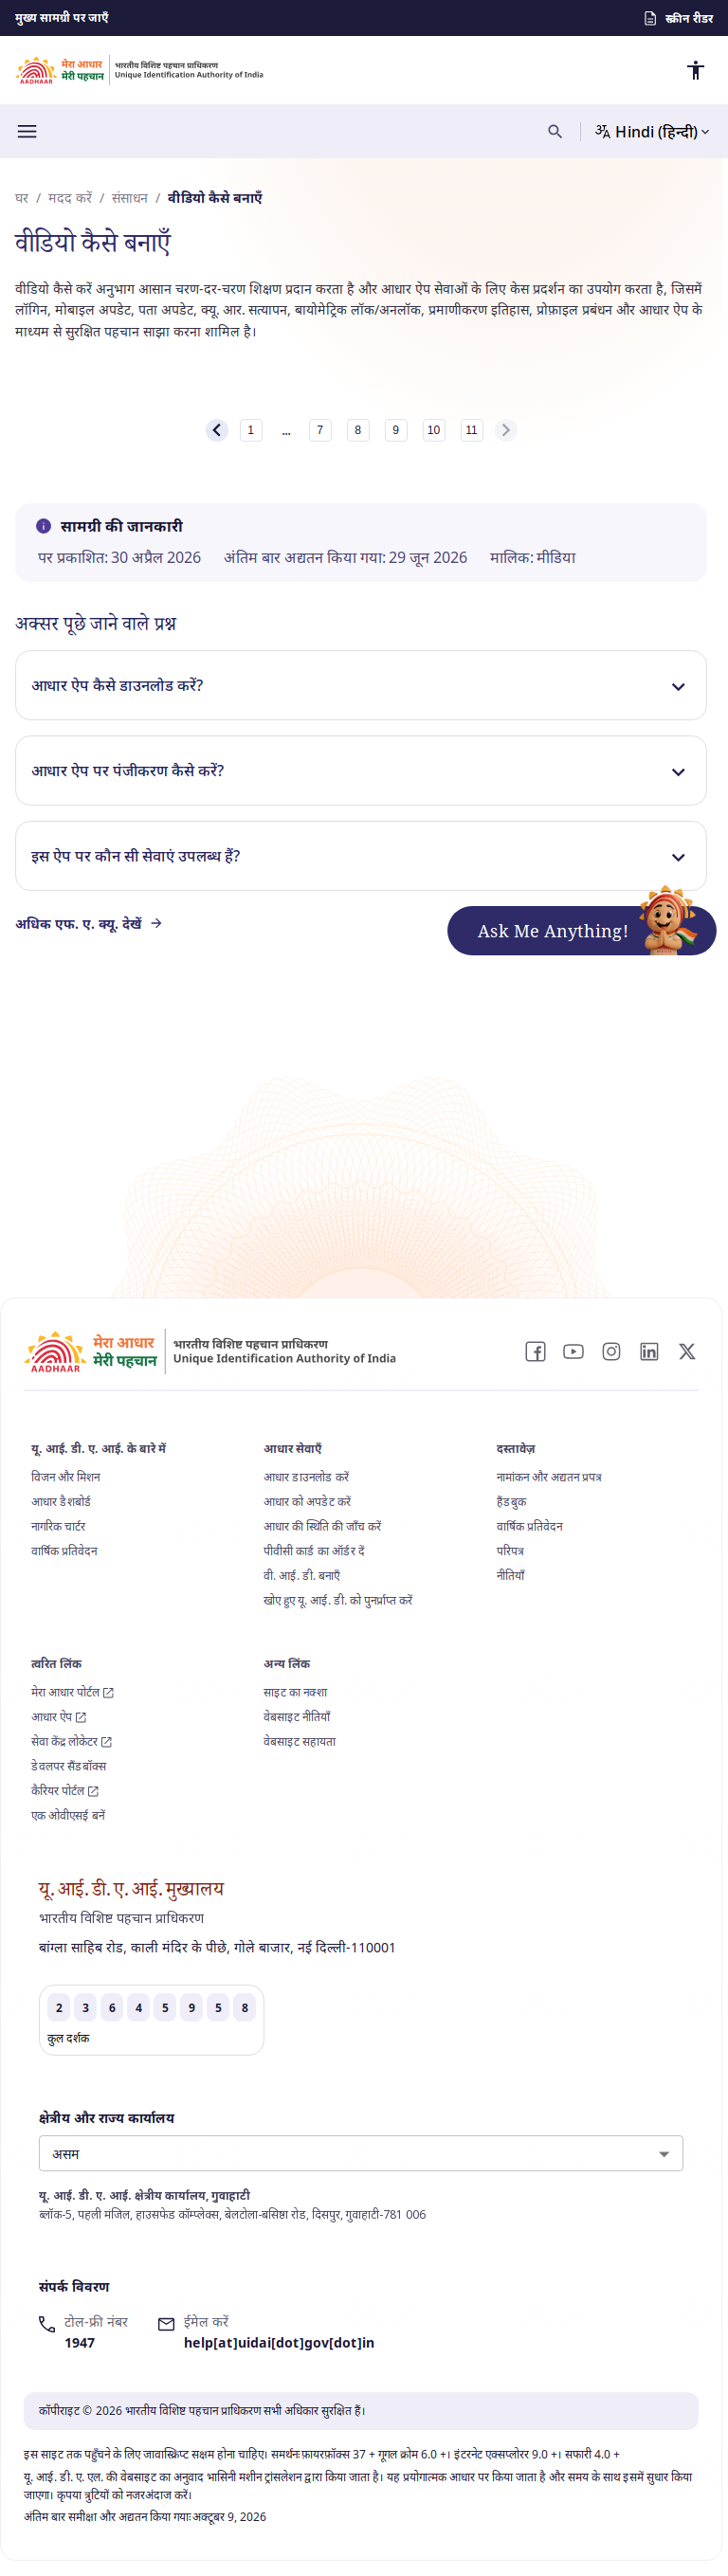 मुख्य सामग्री पर जाएँ
स्क्रीन रीडर
मेरा आधार
मेरी पहचान
AADHAAR
भारतीय विशिष्ट पहचान प्राधिकरण
Unique Identification Authority of India
Hindi (हिन्दी)
घर / मदद करें / संसाधन / वीडियो कैसे बनाएँ
वीडियो कैसे बनाएँ
वीडियो कैसे करें अनुभाग आसान चरण-दर-चरण शिक्षण प्रदान करता है और आधार ऐप सेवाओं के लिए केस प्रदर्शन का उपयोग करता है, जिसमें
लॉगिन, मोबाइल अपडेट, पता अपडेट, क्यू. आर. सत्यापन, बायोमेट्रिक लॉक/अनलॉक, प्रमाणीकरण इतिहास, प्रोफ़ाइल प्रबंधन और आधार ऐप के
माध्यम से सुरक्षित पहचान साझा करना शामिल है।
1 ... 7 8 9 10 11
सामग्री की जानकारी
पर प्रकाशित: 30 अप्रैल 2026 अंतिम बार अद्यतन किया गया: 29 जून 2026 मालिक: मीडिया
अक्सर पूछे जाने वाले प्रश्न
आधार ऐप कैसे डाउनलोड करें?
आधार ऐप पर पंजीकरण कैसे करें?
इस ऐप पर कौन सी सेवाएं उपलब्ध हैं?
अधिक एफ. ए. क्यू. देखें
Ask Me Anything!
मेरा आधार
मेरी पहचान
AADHAAR
भारतीय विशिष्ट पहचान प्राधिकरण
Unique Identification Authority of India
यू. आई. डी. ए. आई. के बारे में
विजन और मिशन
आधार डैशबोर्ड
नागरिक चार्टर
वार्षिक प्रतिवेदन
आधार सेवाएँ
आधार डाउनलोड करें
आधार को अपडेट करें
आधार की स्थिति की जाँच करें
पीवीसी कार्ड का ऑर्डर दें
वी. आई. डी. बनाएँ
खोए हुए यू. आई. डी. को पुनर्प्राप्त करें
दस्तावेज़
नामांकन और अद्यतन प्रपत्र
हैंडबुक
वार्षिक प्रतिवेदन
परिपत्र
नीतियाँ
त्वरित लिंक
मेरा आधार पोर्टल
आधार ऐप
सेवा केंद्र लोकेटर
डेवलपर सैंडबॉक्स
कैरियर पोर्टल
एक ओवीएसई बनें
अन्य लिंक
साइट का नक्शा
वेबसाइट नीतियाँ
वेबसाइट सहायता
यू. आई. डी. ए. आई. मुख्यालय
भारतीय विशिष्ट पहचान प्राधिकरण
बांग्ला साहिब रोड, काली मंदिर के पीछे, गोले बाजार, नई दिल्ली-110001
2 3 6 4 5 9 5 8
कुल दर्शक
क्षेत्रीय और राज्य कार्यालय
असम
यू. आई. डी. ए. आई. क्षेत्रीय कार्यालय, गुवाहाटी
ब्लॉक-5, पहली मंजिल, हाउसफेड कॉम्प्लेक्स, बेलटोला-बसिष्ठा रोड, दिसपुर, गुवाहाटी-781 006
संपर्क विवरण
टोल-फ्री नंबर
1947
ईमेल करें
help[at]uidai[dot]gov[dot]in
कॉपीराइट © 2026 भारतीय विशिष्ट पहचान प्राधिकरण सभी अधिकार सुरक्षित हैं।
इस साइट तक पहुँचने के लिए जावास्क्रिप्ट सक्षम होना चाहिए। समर्थनः फ़ायरफ़ॉक्स 37 + गूगल क्रोम 6.0 +। इंटरनेट एक्सप्लोरर 9.0 +। सफारी 4.0 +
यू. आई. डी. ए. एल. की वेबसाइट का अनुवाद भासिनी मशीन ट्रांसलेशन द्वारा किया जाता है। यह प्रयोगात्मक आधार पर किया जाता है और समय के साथ इसमें सुधार किया
जाएगा। कृपया त्रुटियों को नजरअंदाज करें।
अंतिम बार समीक्षा और अद्यतन किया गयाः अक्टूबर 9, 2026